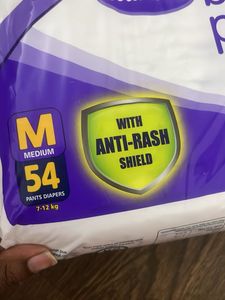 M
MEDIUM
54
PANTS DIAPERS
7-12 kg
WITH
ANTI-RASH
SHIELD